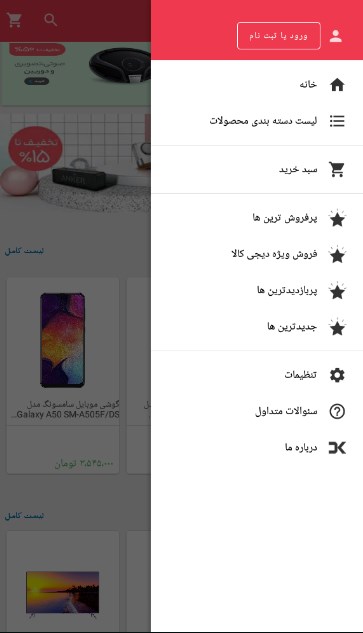 ورود یا ثبت نام
خانه
لیست دسته بندی محصولات
سبد خرید
پرفروش ترین ها
فروش ویژه دیجی کالا
پربازدیدترین ها
جدیدترین ها
تنظیمات
سئوالات متداول
درباره ما
تخفیف تا
%۱۵
لیست کامل
گوشی موبایل سامسونگ مدل
Galaxy A50 SM-A505F/DS...
۳,۵۴۵,۰۰۰ تومان
لیست کامل